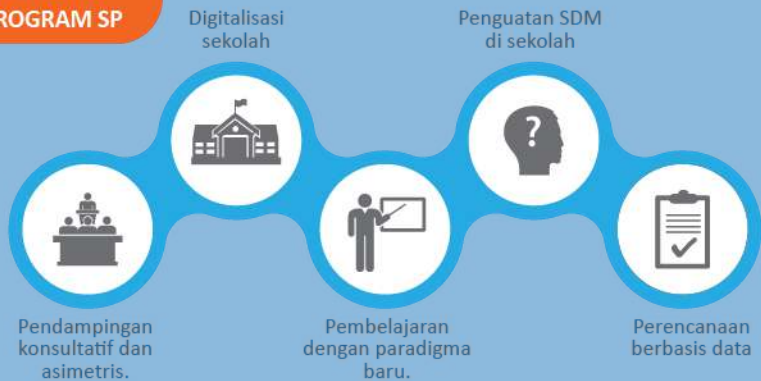 ROGRAM SP
Digitalisasi
sekolah
Penguatan SDM
di sekolah
?
Pendampingan
konsultatif dan
asimetris.
Pembelajaran
dengan paradigma
baru.
Perencanaan
berbasis data